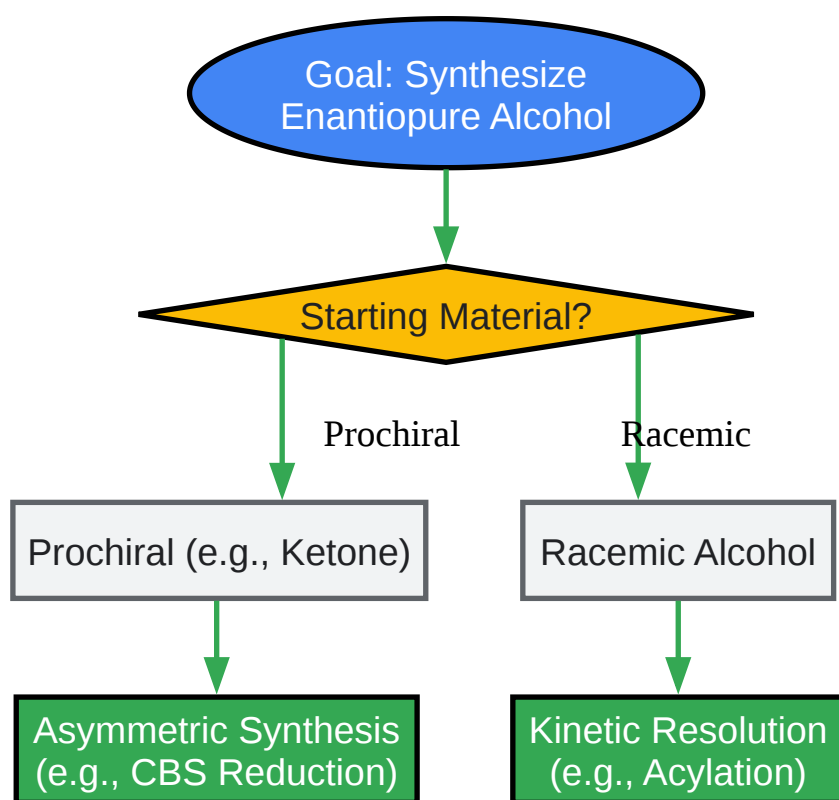 Goal: Synthesize
Enantiopure Alcohol
Starting Material?
Prochiral
Racemic
Prochiral (e.g., Ketone)
Racemic Alcohol
Asymmetric Synthesis
(e.g., CBS Reduction)
Kinetic Resolution
(e.g., Acylation)